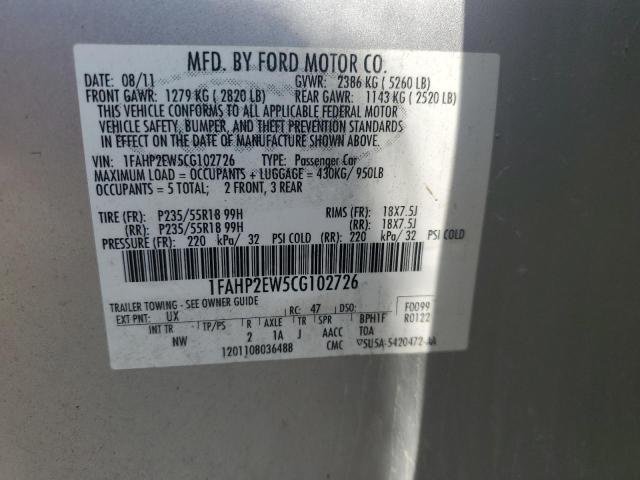 MFD. BY FORD MOTOR CO.
DATE: 08/11 GVWR: 2386 KG ( 5260 LB)
FRONT GAWR: 1279 KG ( 2820 LB) REAR GAWR: 1143 KG ( 2520 LB)
THIS VEHICLE CONFORMS TO ALL APPLICABLE FEDERAL MOTOR
VEHICLE SAFETY, BUMPER, AND THEFT PREVENTION STANDARDS
IN EFFECT ON THE DATE OF MANUFACTURE SHOWN ABOVE.
VIN: 1FAHP2EW5CG102726 TYPE: Passenger Car
MAXIMUM LOAD = OCCUPANTS + LUGGAGE = 430KG/ 950LB
OCCUPANTS = 5 TOTAL; 2 FRONT, 3 REAR
TIRE (FR): P235/55R18 99H RIMS (FR): 18X7.5J
(RR): P235/55R18 99H (RR): 18X7.5J
PRESSURE (FR): 220 kPa/ 32 PSI COLD (RR): 220 kPa/ 32 PSI COLD
1FAHP2EW5CG102726
TRAILER TOWING - SEE OWNER GUIDE
EXT PNT: UX RC: 47 DSO: F0099
INT TR TP/PS R AXLE TR SPR BPH1F R0122
NW 2 1A J AACC TOA
1201108036488 CMC ▽5U5A-5420472-AA